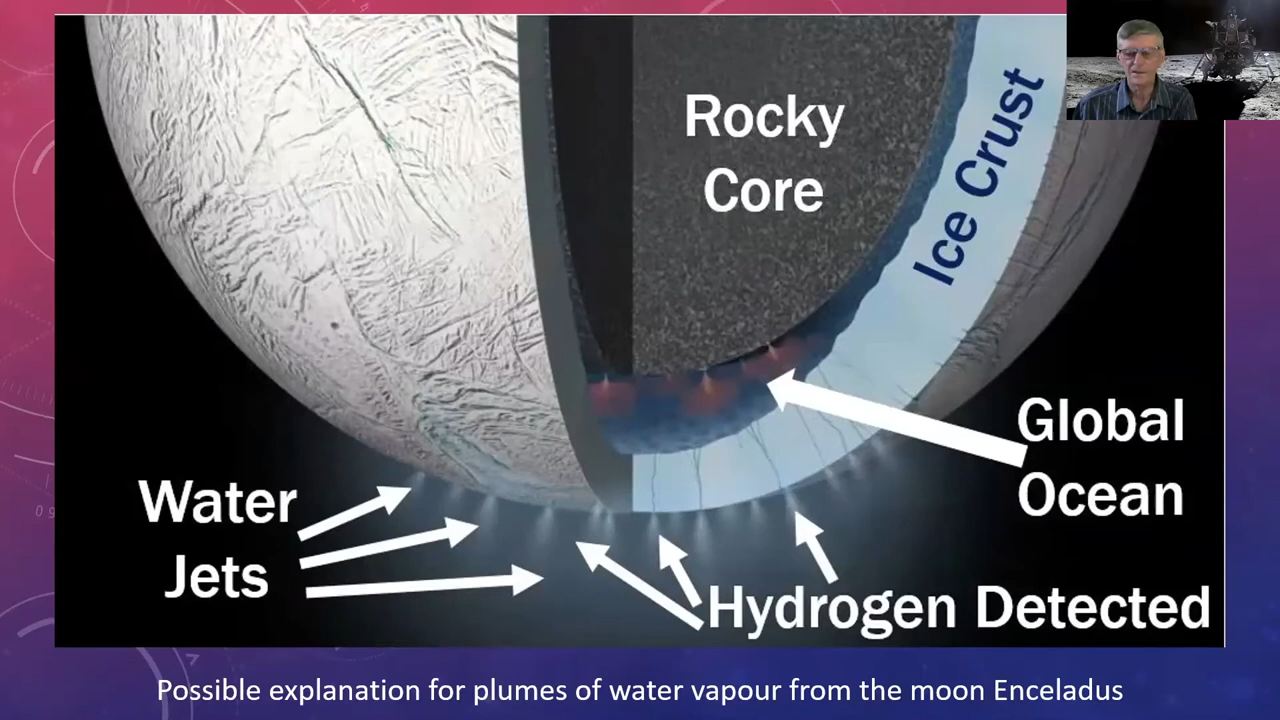 Rocky
Core
Ice Crust
Global
Ocean
Water
Jets
Hydrogen Detected
Possible explanation for plumes of water vapour from the moon Enceladus